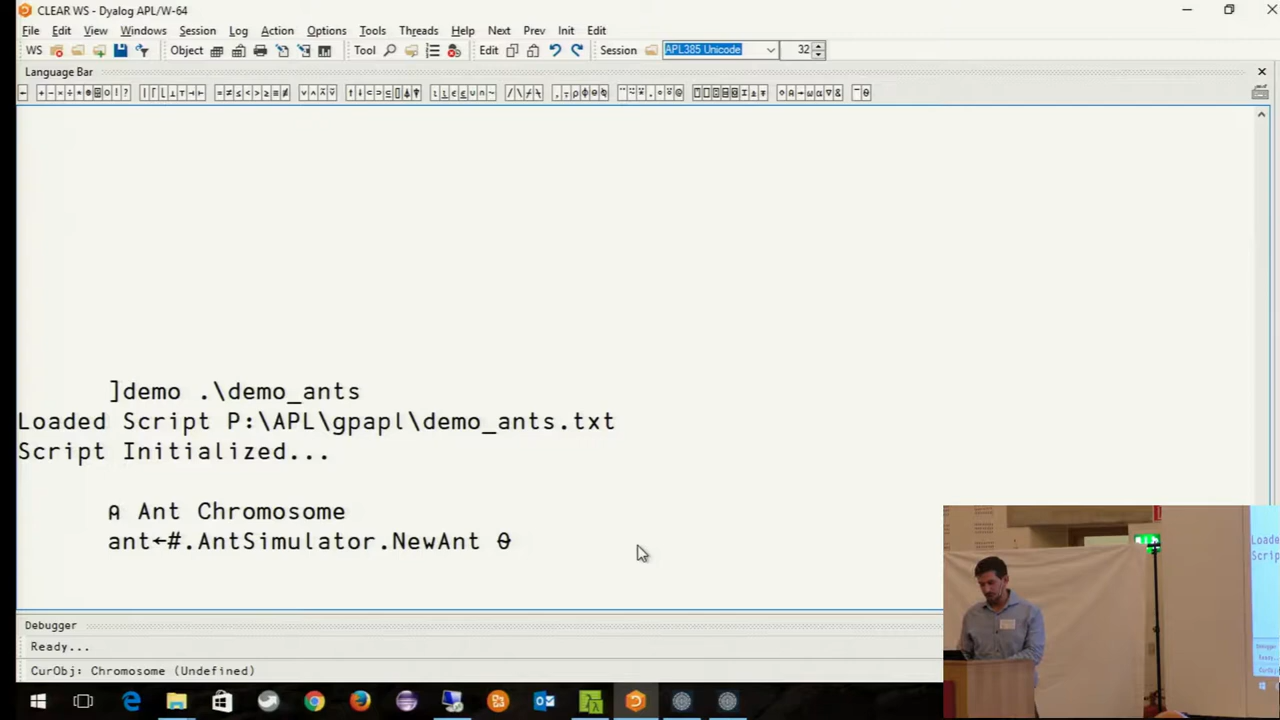 CLEAR WS - Dyalog APL/W-64
File Edit View Windows Session Log Action Options Tools Threads Help Next Prev Init Edit
WS Object Tool Edit Session APL385 Unicode 32
Language Bar
]demo .\demo_ants
Loaded Script P:\APL\gpapl\demo_ants.txt
Script Initialized...
⍝ Ant Chromosome
ant←#.AntSimulator.NewAnt ⍬
Debugger
Ready...
CurObj: Chromosome (Undefined)
Loade
Scrip